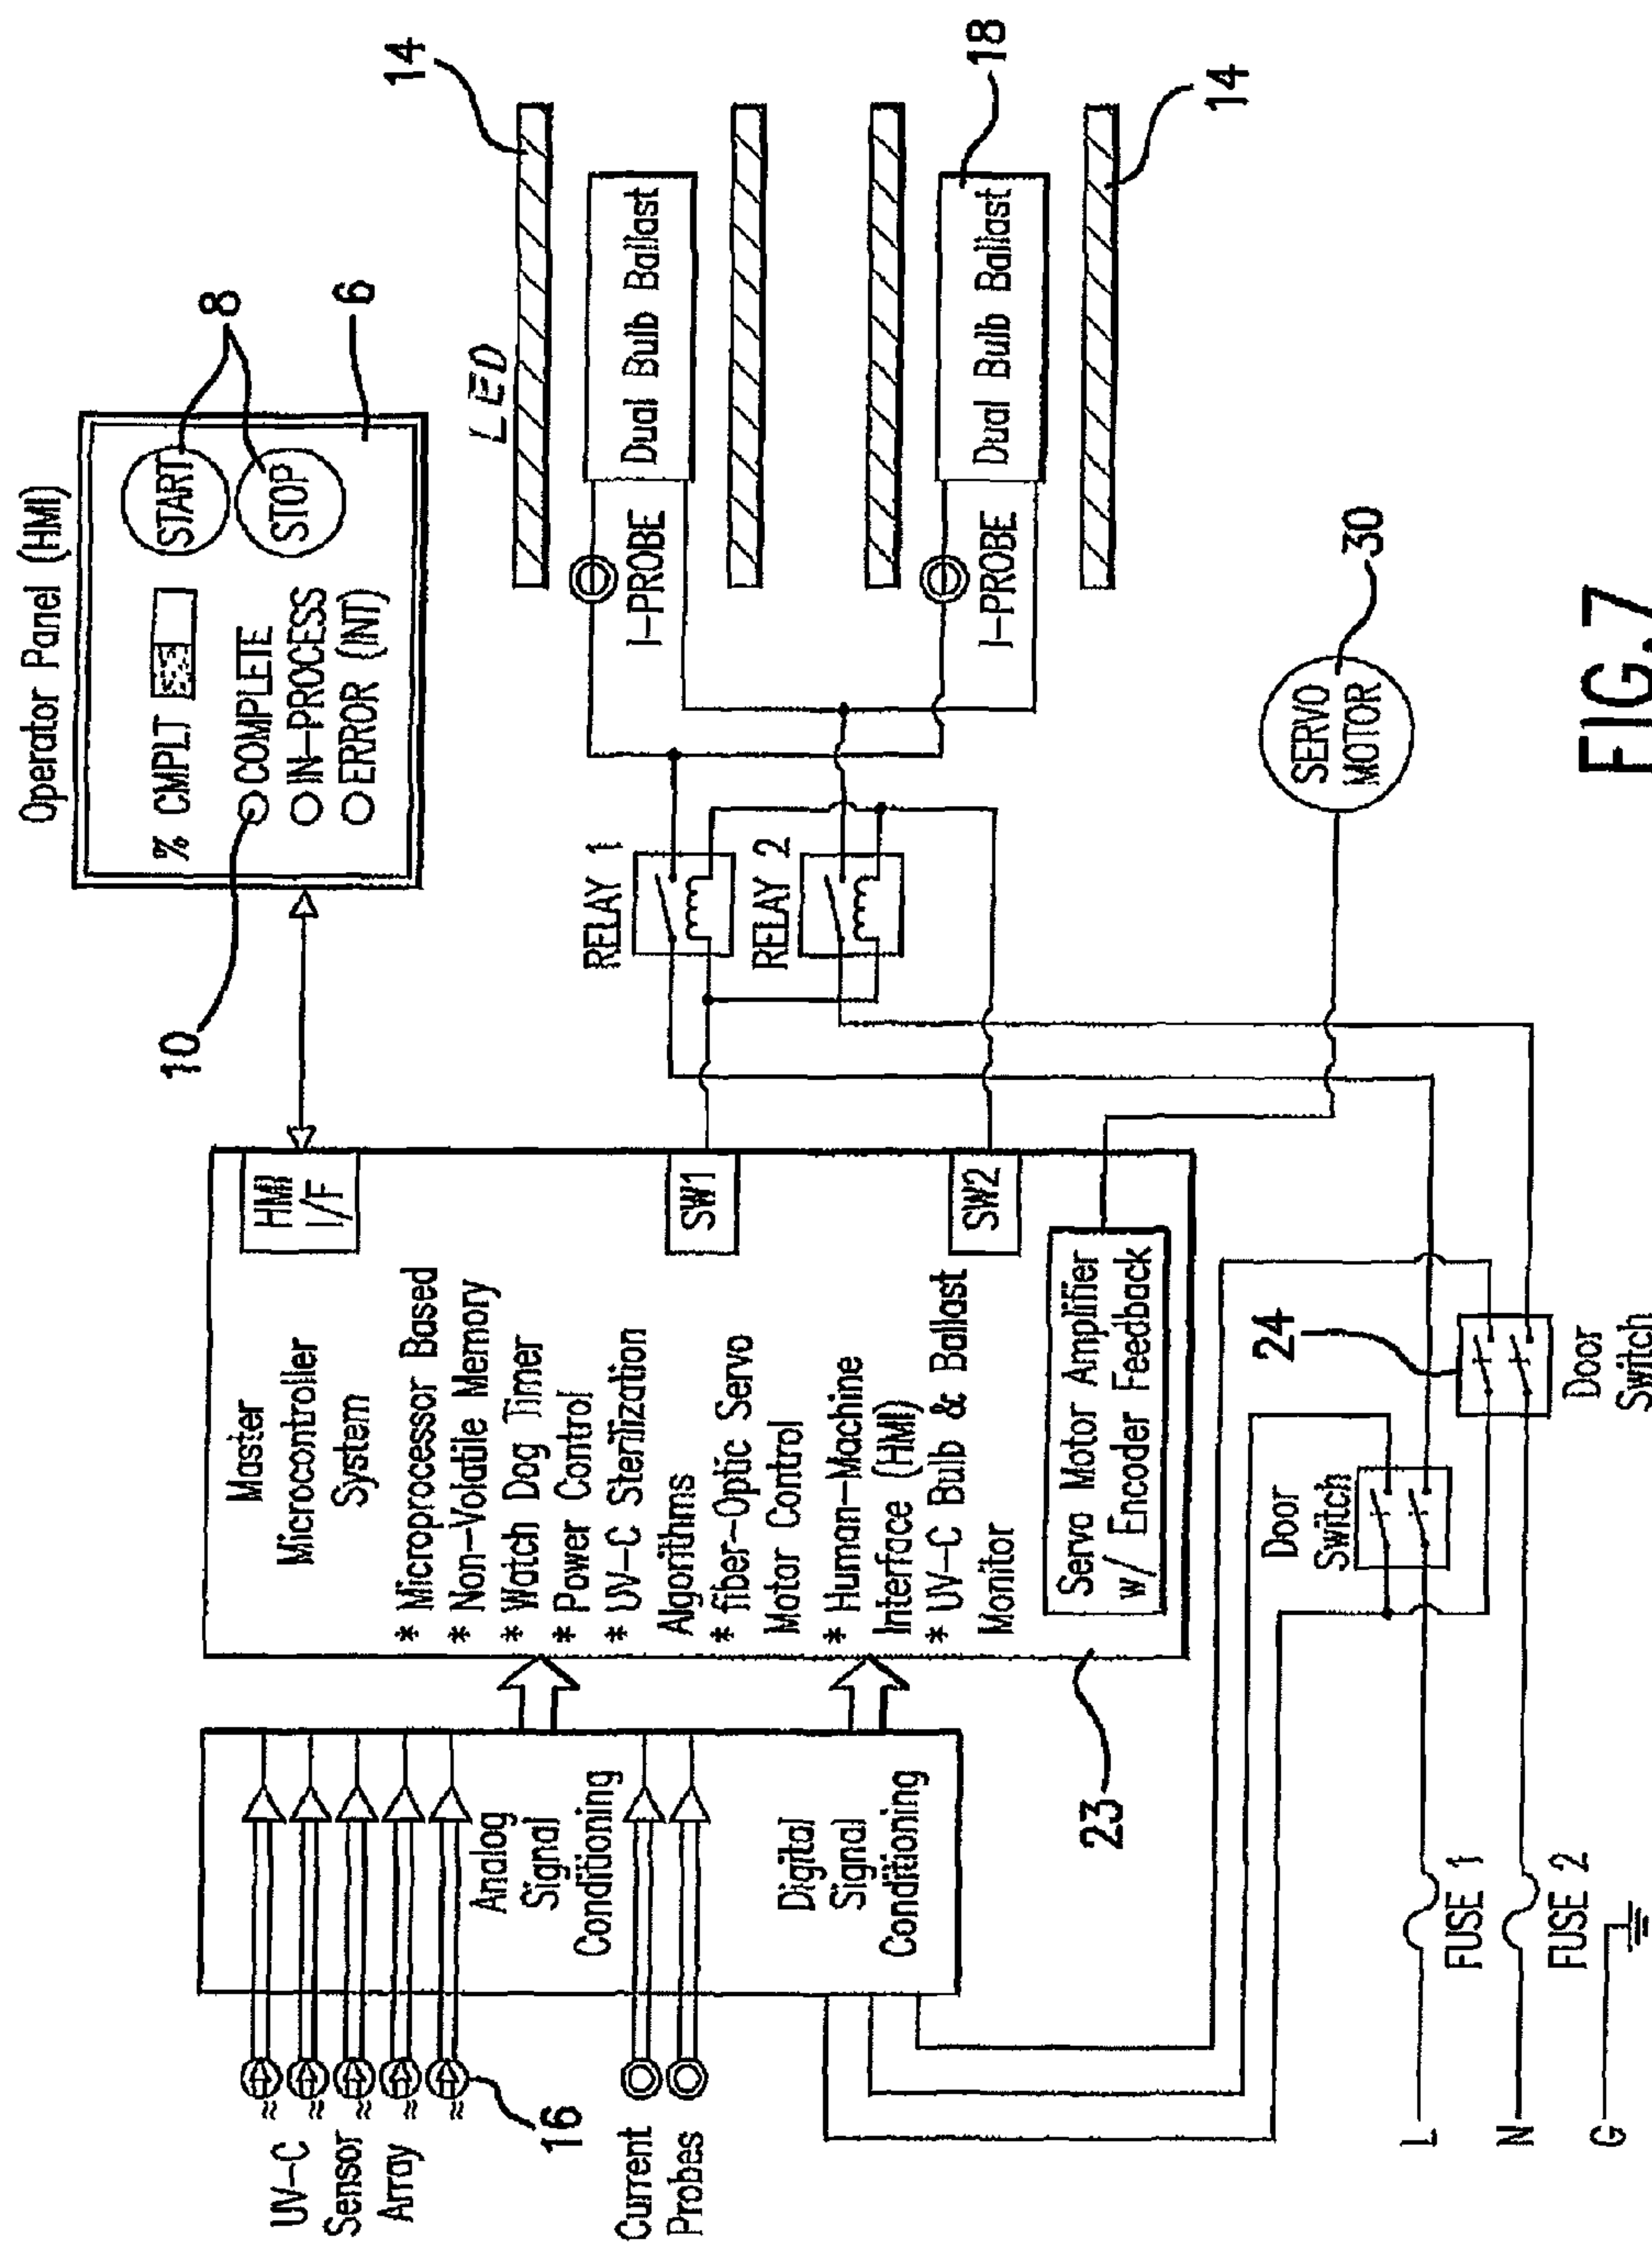 Operator Panel (HMI)
% CMPLT
START
COMPLETE
STOP
IN-PROCESS
ERROR (INT)
8
6
10
14
LED
Dual Bulb Ballast
I-PROBE
18
Dual Bulb Ballast
I-PROBE
14
RELAY 1
RELAY 2
SERVO
MOTOR
30
HMI
I/F
SW1
SW2
Master
Microcontroller
System
* Microprocessor Based
* Non-Volatile Memory
* Watch Dog Timer
* Power Control
* UV-C Sterilization
Algorithms
* fiber-Optic Servo
Motor Control
* Human-Machine
Interface (HMI)
* UV-C Bulb & Ballast
Monitor
Servo Motor Amplifier
w/ Encoder Feedback
23
UV-C
Sensor
Array
16
Analog
Signal
Conditioning
Current
Probes
Digital
Signal
Conditioning
Door
Switch
24
Door
Switch
L
FUSE 1
N
FUSE 2
G
FIG.7